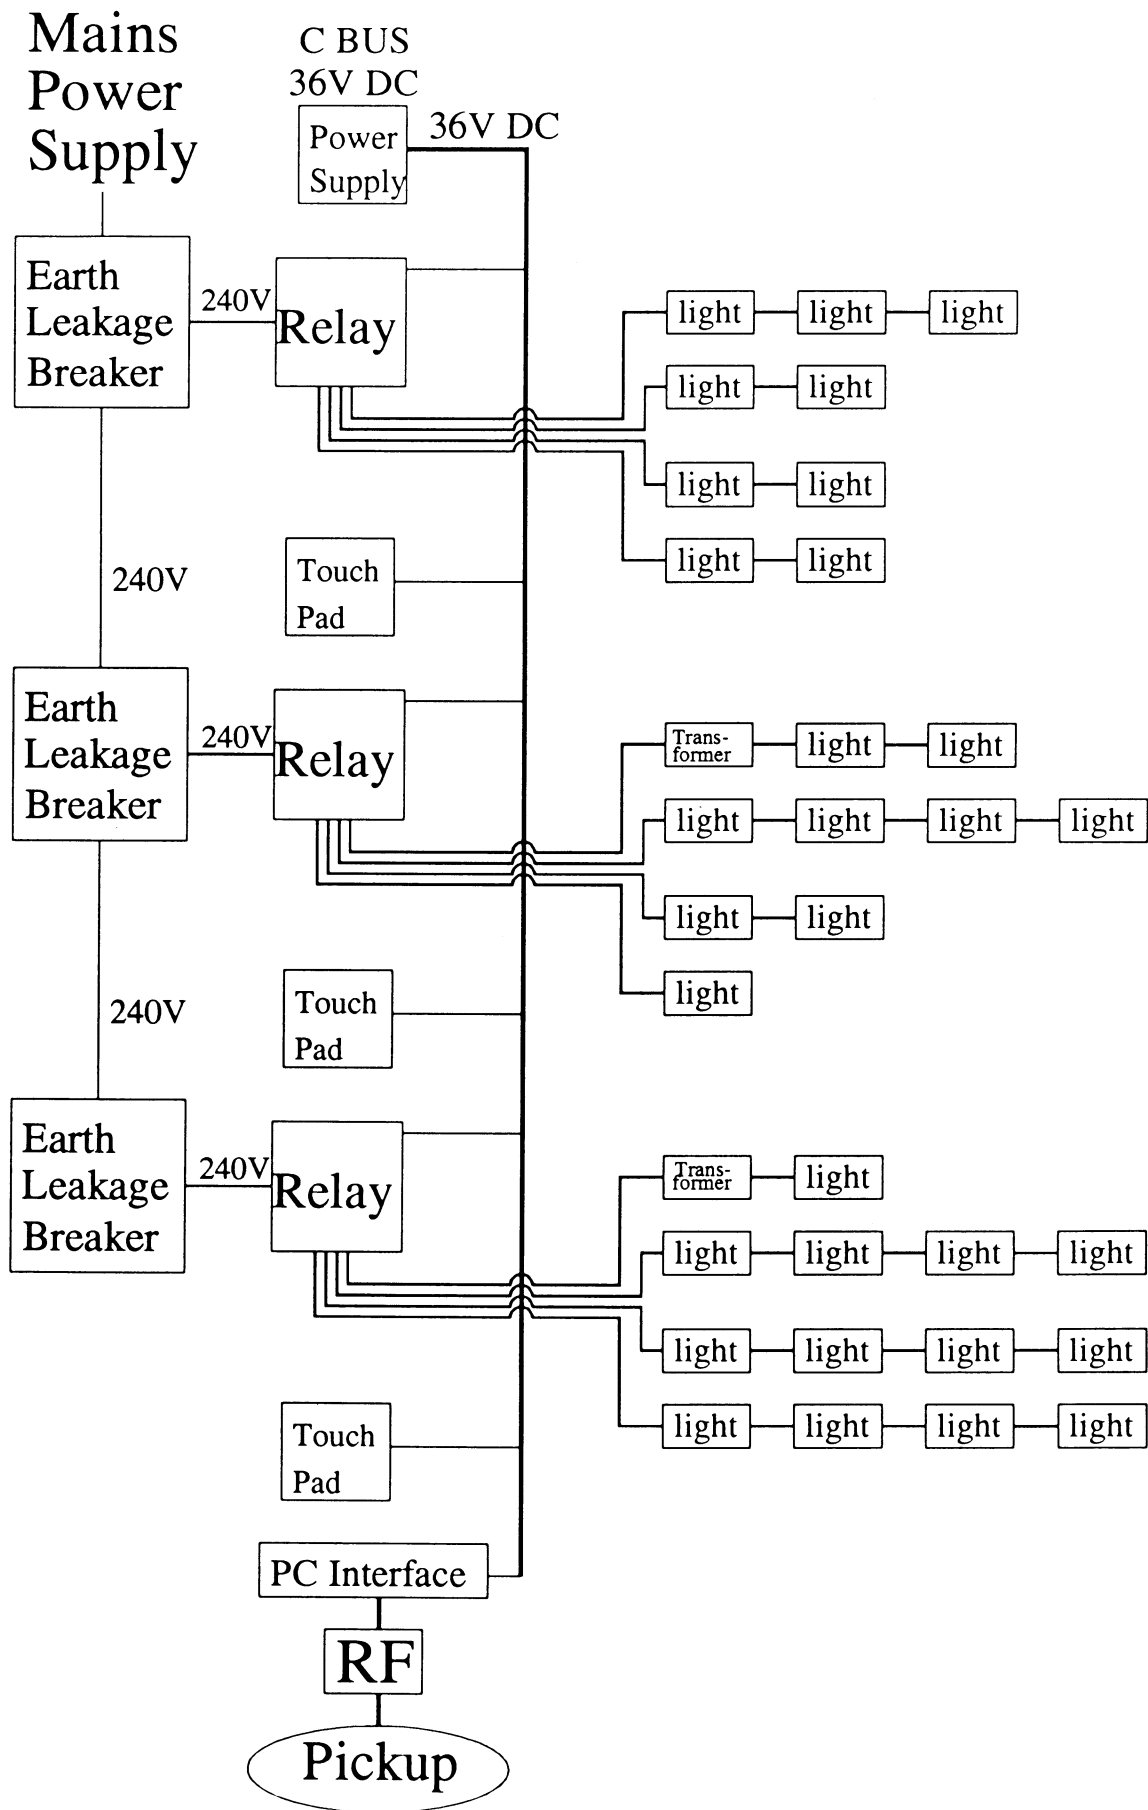 Mains
Power
Supply
C BUS
36V DC
Power
Supply
36V DC
Earth
Leakage
Breaker
240V
Relay
light light light
light light
light light
light light
240V
Touch
Pad
Earth
Leakage
Breaker
240V
Relay
Trans-
former
light light
light light light light
light light
light
240V
Touch
Pad
Earth
Leakage
Breaker
240V
Relay
Trans-
former
light
light light light light
light light light light
light light light light
Touch
Pad
PC Interface
RF
Pickup